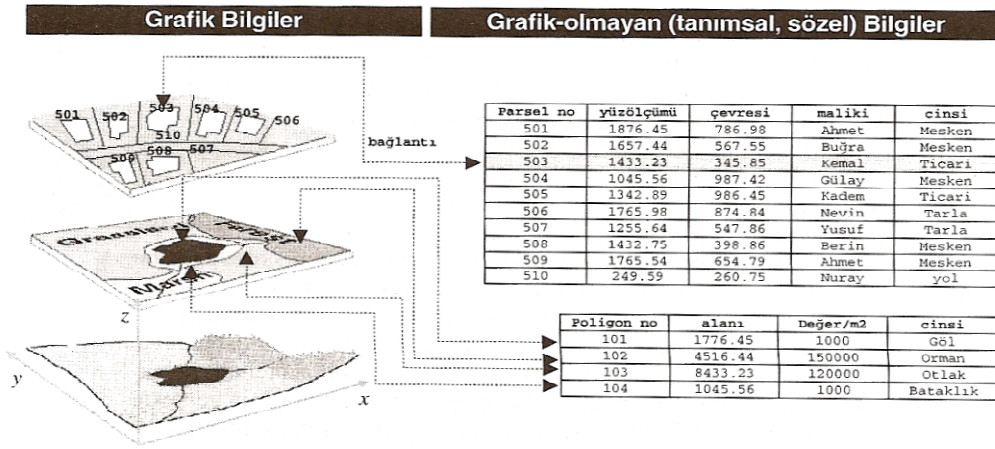 Grafik Bilgiler
Grafik-olmayan (tanımsal, sözel) Bilgiler
501 502 503 504 505 506
510
509 508 507
bağlantı
Parsel no yüzölçümü çevresi maliki cinsi
501 1876.45 786.98 Ahmet Mesken
502 1657.44 567.55 Buğra Mesken
503 1433.23 345.85 Kemal Ticari
504 1045.56 987.42 Gülay Mesken
505 1342.89 986.45 Kadem Ticari
506 1765.98 874.84 Nevin Tarla
507 1255.64 547.86 Yusuf Tarla
508 1432.75 398.86 Berin Mesken
509 1765.54 654.79 Ahmet Mesken
510 249.59 260.75 Nuray yol
Marsh
Poligon no alanı Değer/m2 cinsi
101 1776.45 1000 Göl
102 4516.44 150000 Orman
103 8433.23 120000 Otlak
104 1045.56 1000 Bataklık
z
y
x